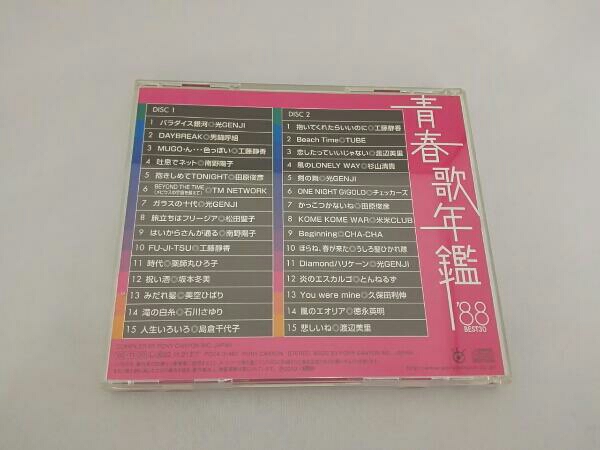 DISC 1
1 パラダイス銀河◎光GENJI
2 DAYBREAK◎男闘呼組
3 MUGO・ん・・・色っぽい◎工藤静香
4 吐息でネット◎南野陽子
5 抱きしめてTONIGHT◎田原俊彦
6 BEYOND THE TIME (メビウスの宇宙を越えて)◎TM NETWORK
7 ガラスの十代◎光GENJI
8 旅立ちはフリージア◎松田聖子
9 はいからさんが通る◎南野陽子
10 FU-JI-TSU◎工藤静香
11 時代◎薬師丸ひろ子
12 祝い酒◎坂本冬美
13 みだれ髪◎美空ひばり
14 滝の白糸◎石川さゆり
15 人生いろいろ◎島倉千代子
DISC 2
1 抱いてくれたらいいのに◎工藤静香
2 Beach Time◎TUBE
3 恋したっていいじゃない◎渡辺美里
4 風のLONELY WAY◎杉山清貴
5 剣の舞◎光GENJI
6 ONE NIGHT GIGOLO◎チェッカーズ
7 かっこつかないね◎田原俊彦
8 KOME KOME WAR◎米米CLUB
9 Beginning◎CHA-CHA
10 ほらね、春が来た◎うしろ髪ひかれ隊
11 Diamondハリケーン◎光GENJI
12 炎のエスカルゴ◎とんねるず
13 You were mine◎久保田利伸
14 風のエオリア◎徳永英明
15 悲しいね◎渡辺美里
青春歌年鑑
'88
BEST30